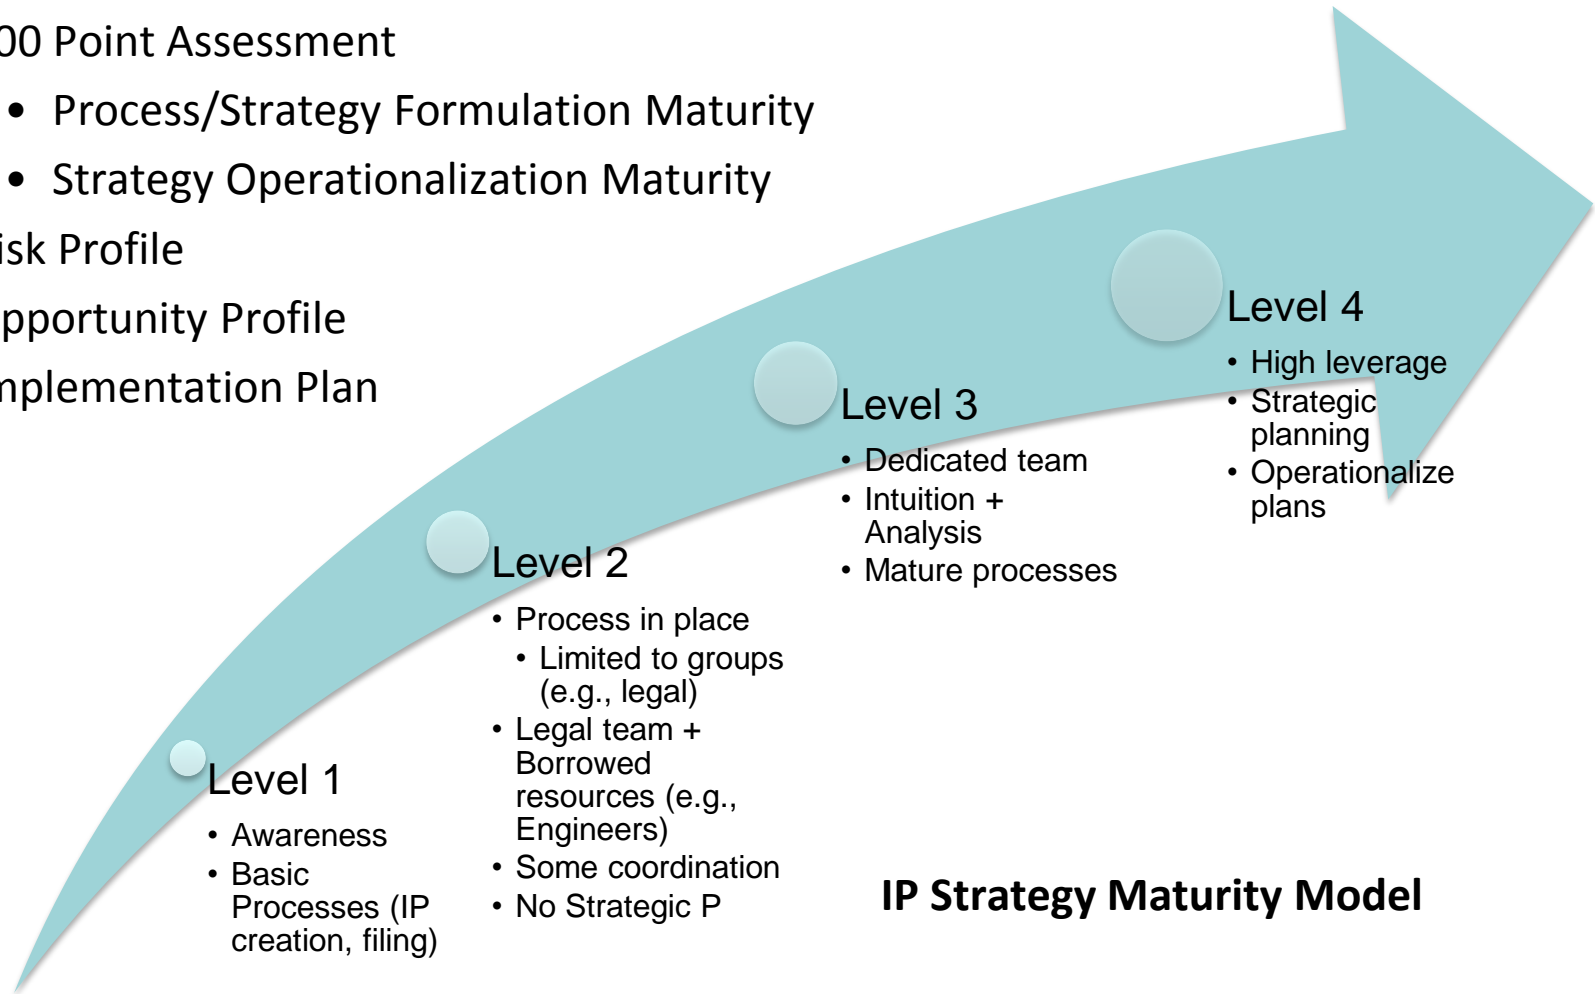 00 Point Assessment
• Process/Strategy Formulation Maturity
• Strategy Operationalization Maturity
isk Profile
pportunity Profile
mplementation Plan
Level 1
• Awareness
• Basic
Processes (IP
creation, filing)
Level 2
• Process in place
• Limited to groups
(e.g., legal)
• Legal team +
Borrowed
resources (e.g.,
Engineers)
• Some coordination
• No Strategic P
Level 3
• Dedicated team
• Intuition +
Analysis
• Mature processes
Level 4
• High leverage
• Strategic
planning
• Operationalize
plans
IP Strategy Maturity Model